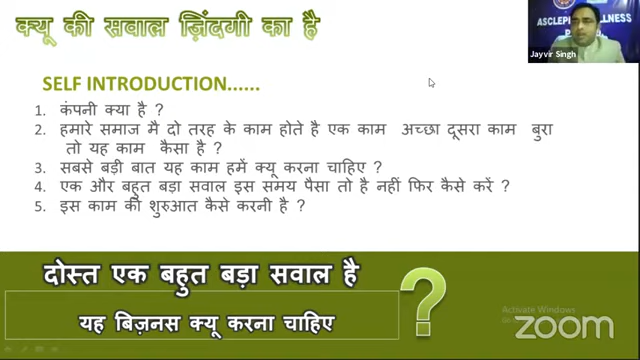 क्यू की सवाल ज़िंदगी का है
ASCLEPI
LLNESS
Jayvir Singh
SELF INTRODUCTION......
1. कंपनी क्या है ?
2. हमारे समाज मै दो तरह के काम होते है एक काम अच्छा दूसरा काम बुरा
तो यह काम कैसा है ?
3. सबसे बड़ी बात यह काम हमें क्यू करना चाहिए ?
4. एक और बहुत बड़ा सवाल इस समय पैसा तो है नहीं फिर कैसे करें ?
5. इस काम की शुरुआत कैसे करनी है ?
दोस्त एक बहुत बड़ा सवाल है
यह बिज़नस क्यू करना चाहिए
?
Activate Windows
zoom